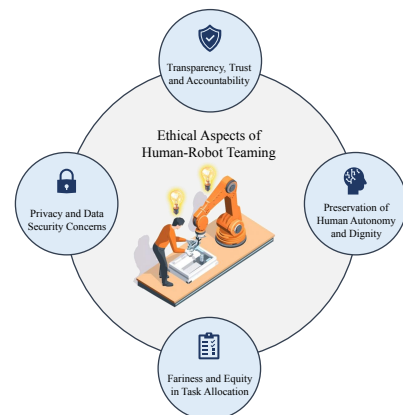 Transparency, Trust
and Accountability
Ethical Aspects of
Human-Robot Teaming
Privacy and Data
Security Concerns
Preservation of
Human Autonomy
and Dignity
Fariness and Equity
in Task Allocation